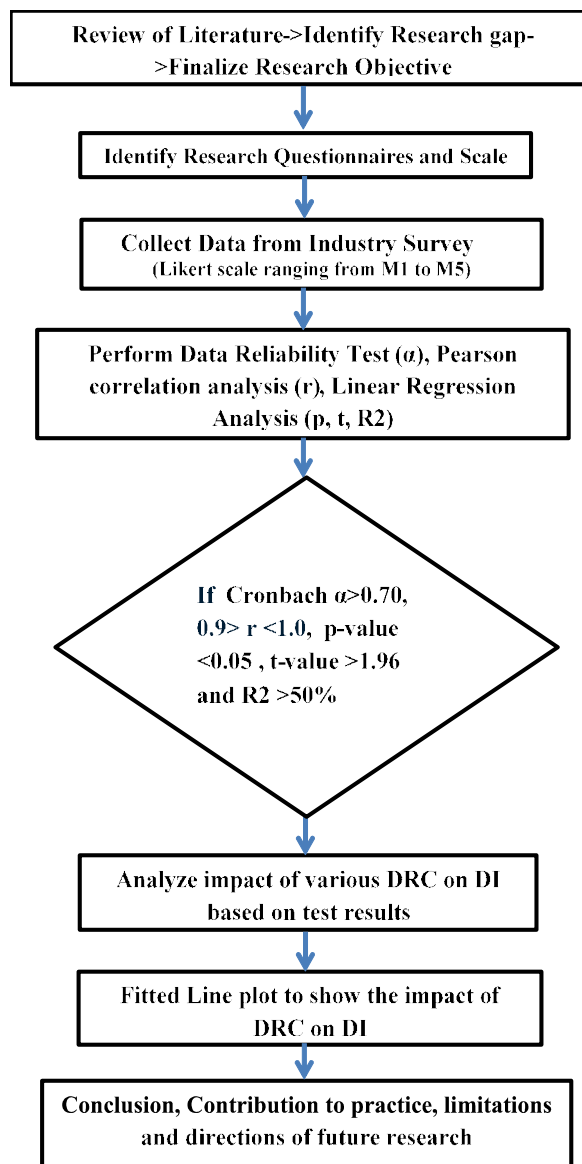 Review of Literature->Identify Research gap-
>Finalize Research Objective
Identify Research Questionnaires and Scale
Collect Data from Industry Survey
(Likert scale ranging from M1 to M5)
Perform Data Reliability Test (α), Pearson
correlation analysis (r), Linear Regression
Analysis (p, t, R2)
If Cronbach α>0.70,
0.9> r <1.0, p-value
<0.05 , t-value >1.96
and R2 >50%
Analyze impact of various DRC on DI
based on test results
Fitted Line plot to show the impact of
DRC on DI
Conclusion, Contribution to practice, limitations
and directions of future research